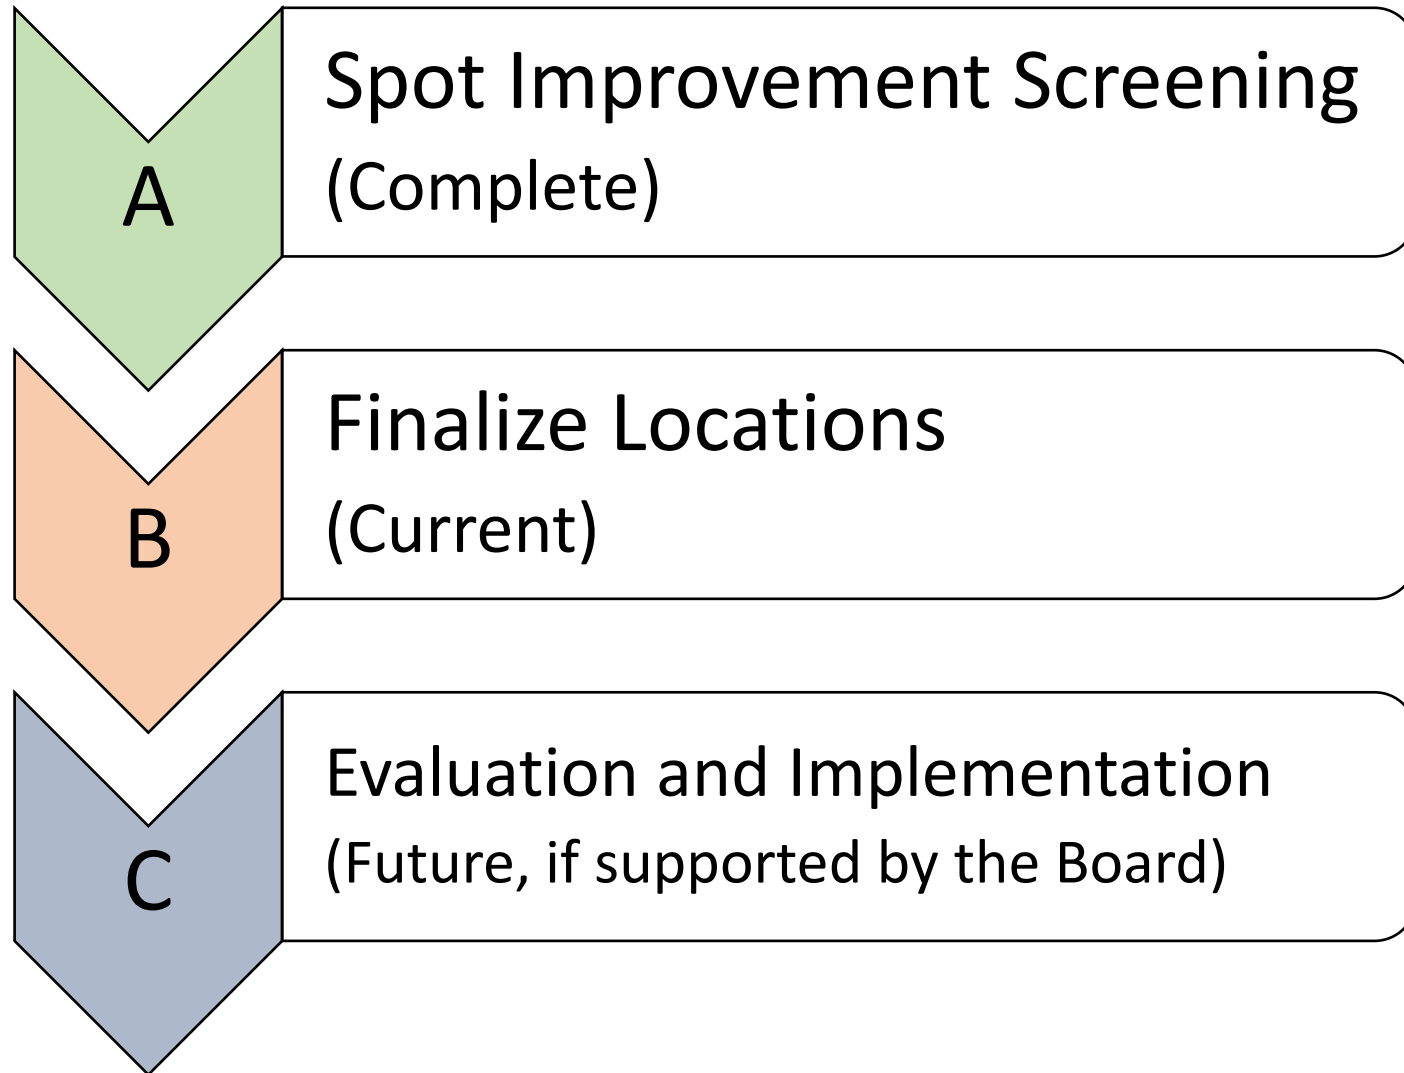 A
Spot Improvement Screening
(Complete)
B
Finalize Locations
(Current)
C
Evaluation and Implementation
(Future, if supported by the Board)